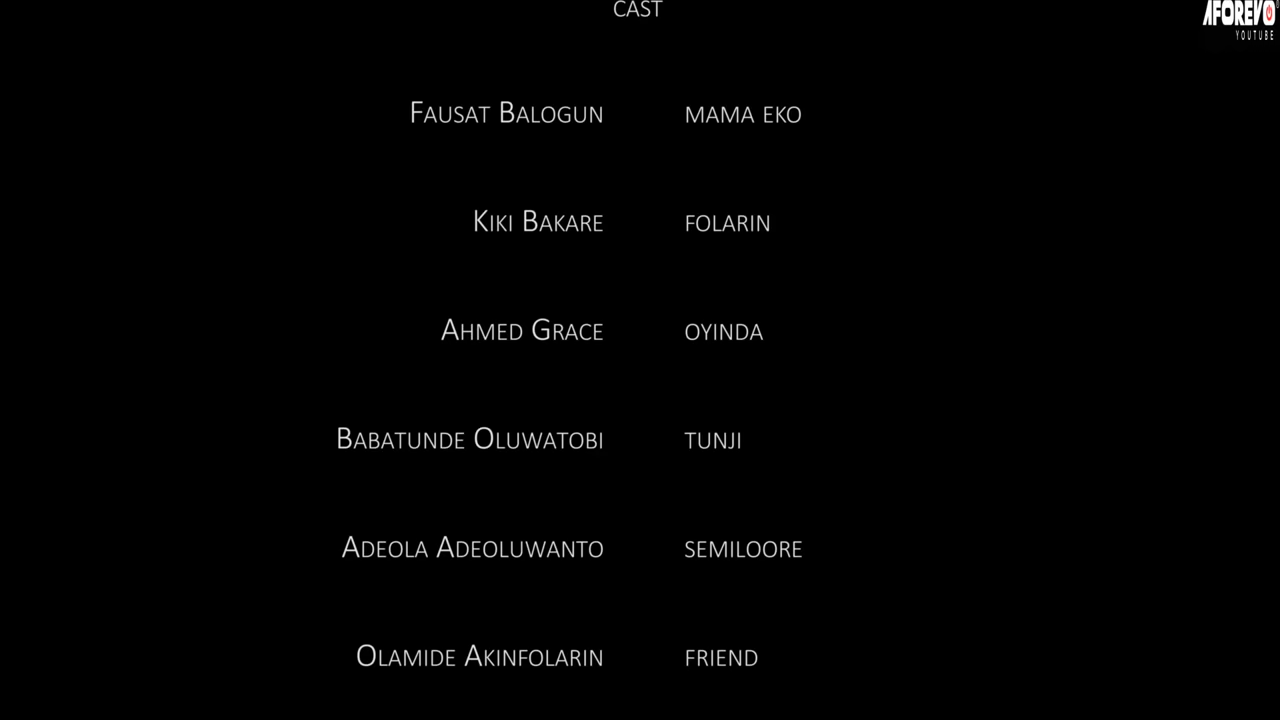 CAST
AFOREVO
YOUTUBE
FAUSAT BALOGUN MAMA EKO
KIKI BAKARE FOLARIN
AHMED GRACE OYINDA
BABATUNDE OLUWATOBI TUNJI
ADEOLA ADEOLUWANTO SEMILOORE
OLAMIDE AKINFOLARIN FRIEND